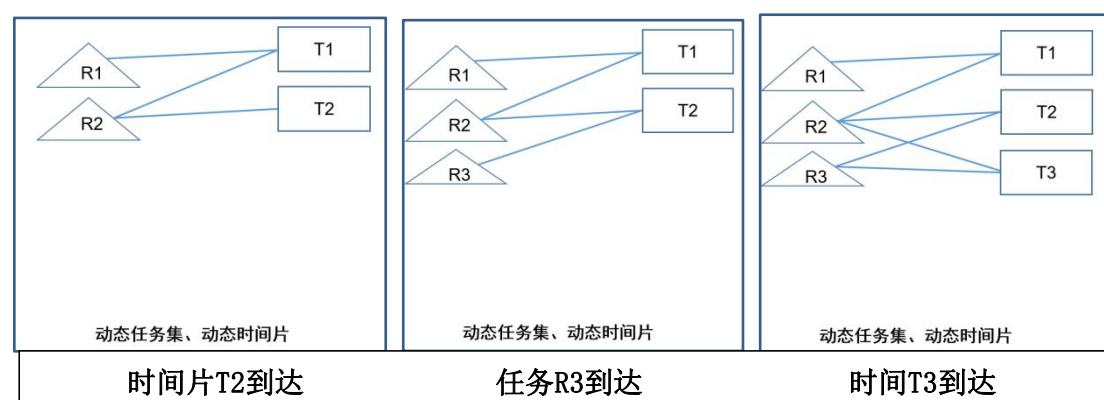 R1
T1
R2
T2
动态任务集、动态时间片
时间片T2到达
R1
T1
R2
T2
R3
动态任务集、动态时间片
任务R3到达
R1
T1
R2
T2
R3
T3
动态任务集、动态时间片
时间T3到达